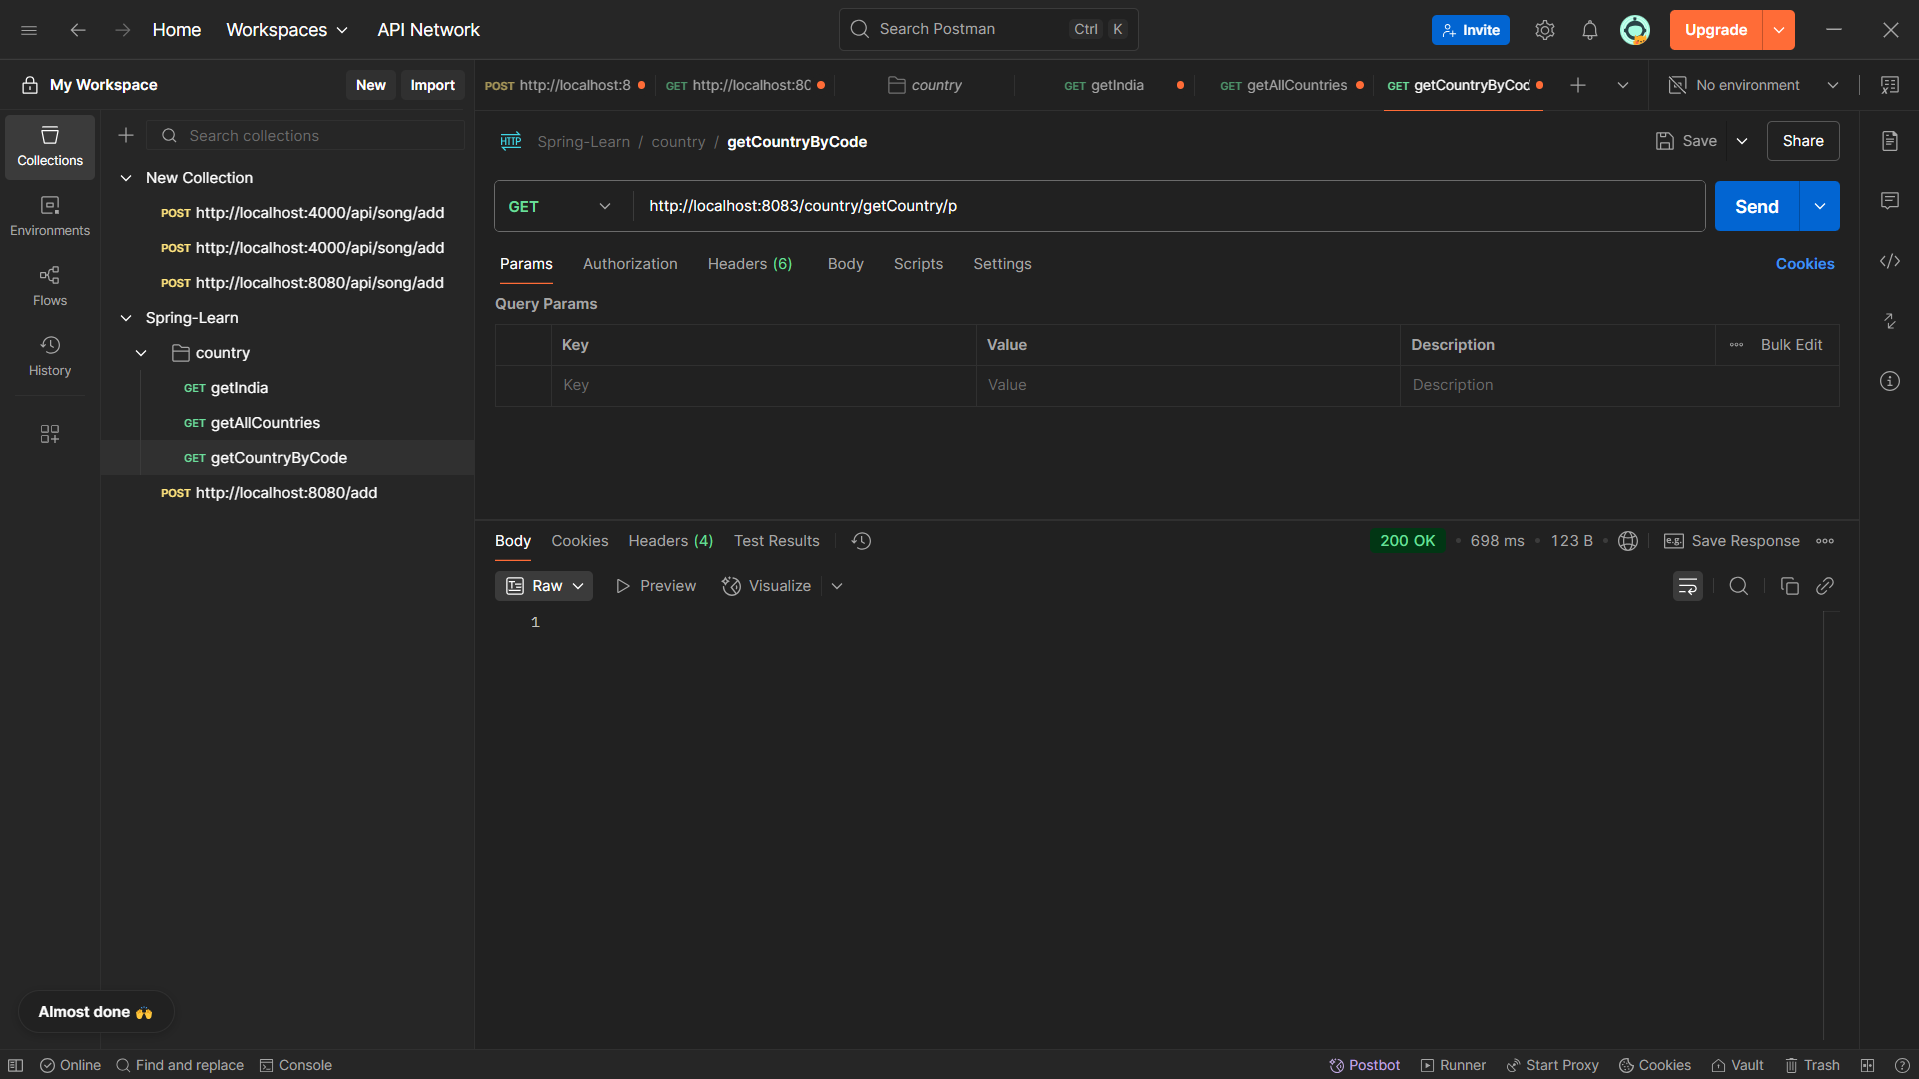 Home Workspaces API Network Search Postman Ctrl K Invite Upgrade
My Workspace New Import POST http://localhost:8 GET http://localhost:80 country GET getIndia GET getAllCountries GET getCountryByCod No environment
Collections
Environments
Flows
History
Search collections
New Collection
POST http://localhost:4000/api/song/add
POST http://localhost:4000/api/song/add
POST http://localhost:8080/api/song/add
Spring-Learn
country
GET getIndia
GET getAllCountries
GET getCountryByCode
POST http://localhost:8080/add
HTTP Spring-Learn / country / getCountryByCode Save Share
GET http://localhost:8083/country/getCountry/p Send
Params Authorization Headers (6) Body Scripts Settings Cookies
Query Params
Key Value Description Bulk Edit
Key Value Description
Body Cookies Headers (4) Test Results 200 OK • 698 ms • 123 B • e.g. Save Response
Raw Preview Visualize
1
Almost done 🙌
Online Find and replace Console Postbot Runner Start Proxy Cookies Vault Trash